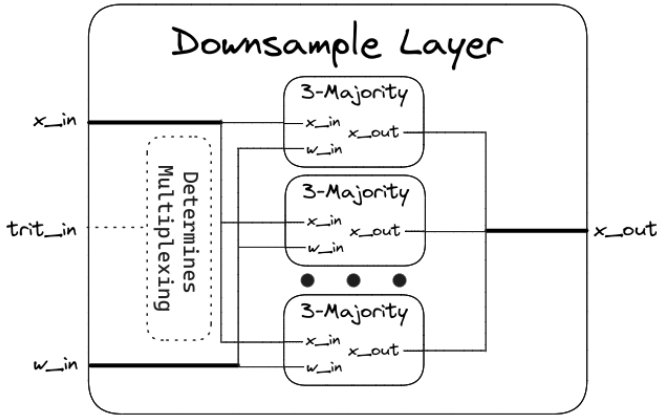 Downsample Layer
3-Majority
x_in
x_in
x_out
w_in
Determines
Multiplexing
3-Majority
trit_in
x_in
x_out
w_in
x_out
3-Majority
x_in
x_out
w_in
w_in